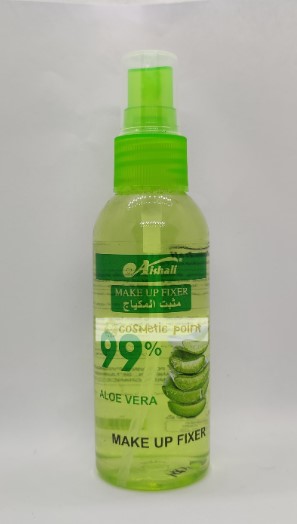 Aishall
MAKE UP FIXER
مثبت المكياج
cosmetic point
99%
ALOE VERA
MAKE UP FIXER